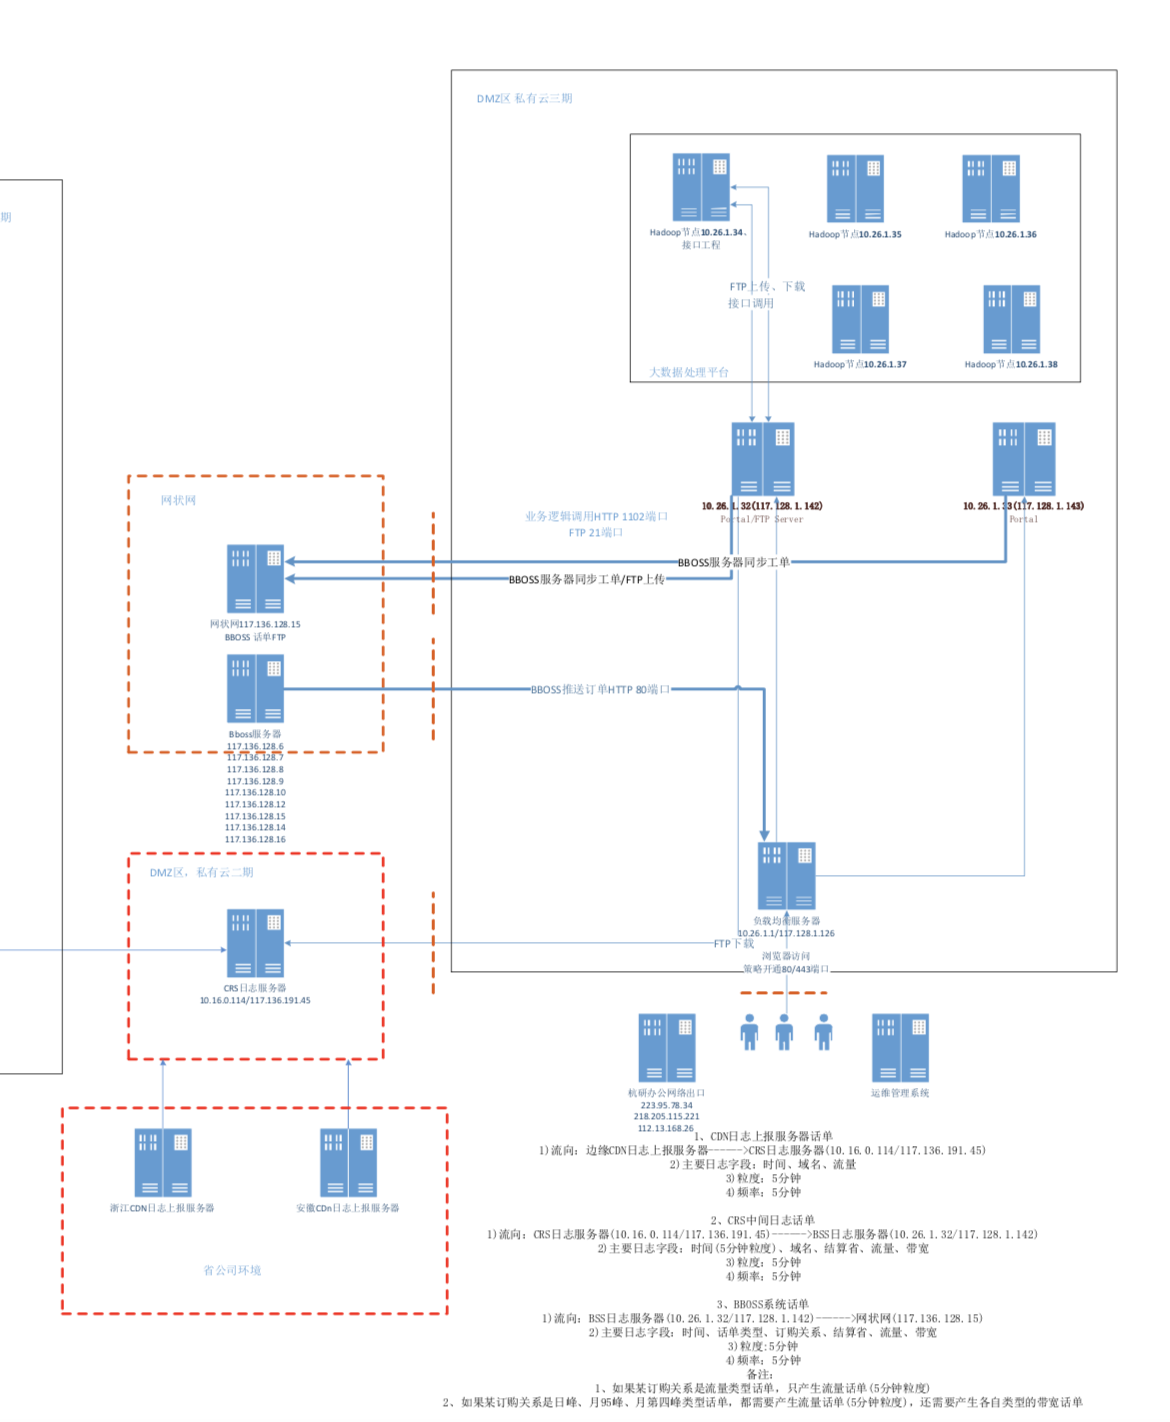 DMZ区 私有云三期
期
Hadoop节点10.26.1.34、
接口工程
Hadoop节点10.26.1.35
Hadoop节点10.26.1.36
FTP上传、下载
接口调用
Hadoop节点10.26.1.37
Hadoop节点10.26.1.38
大数据处理平台
10.26.1.32(117.128.1.142)
Portal/FTP Server
10.26.1.33(117.128.1.143)
Portal
网状网
业务逻辑调用HTTP 1102端口
FTP 21端口
BBOSS服务器同步工单
BBOSS服务器同步工单/FTP上传
网状网117.136.128.15
BBOSS 话单FTP
BBOSS推送订单HTTP 80端口
Bboss服务器
117.136.128.6
117.136.128.7
117.136.128.8
117.136.128.9
117.136.128.10
117.136.128.12
117.136.128.15
117.136.128.14
117.136.128.16
DMZ区，私有云二期
CRS日志服务器
10.16.0.114/117.136.191.45
负载均衡服务器
10.26.1.1/117.128.1.126
FTP下载
浏览器访问
策略开通80/443端口
杭研办公网络出口
223.95.78.34
218.205.115.221
112.13.168.26
运维管理系统
浙江CDN日志上报服务器
安徽CDn日志上报服务器
省公司环境
1、CDN日志上报服务器话单
1)流向：边缘CDN日志上报服务器------>CRS日志服务器(10.16.0.114/117.136.191.45)
2)主要日志字段：时间、域名、流量
3)粒度：5分钟
4)频率：5分钟
2、CRS中间日志话单
1)流向：CRS日志服务器(10.16.0.114/117.136.191.45)------>BSS日志服务器(10.26.1.32/117.128.1.142)
2)主要日志字段：时间(5分钟粒度)、域名、结算省、流量、带宽
3)粒度：5分钟
4)频率：5分钟
3、BBOSS系统话单
1)流向：BSS日志服务器(10.26.1.32/117.128.1.142)------>网状网(117.136.128.15)
2)主要日志字段：时间、话单类型、订购关系、结算省、流量、带宽
3)粒度:5分钟
4)频率：5分钟
备注：
1、如果某订购关系是流量类型话单，只产生流量话单(5分钟粒度)
2、如果某订购关系是日峰、月95峰、月第四峰类型话单，都需要产生流量话单(5分钟粒度)，还需要产生各自类型的带宽话单